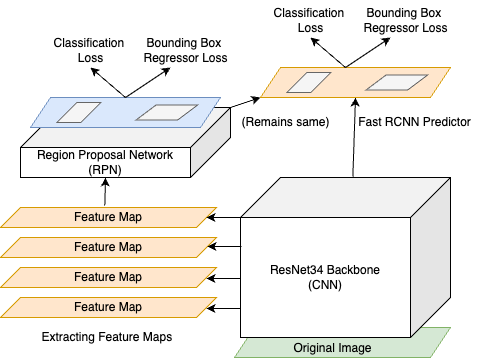 Classification
Loss
Bounding Box
Regressor Loss
Classification
Loss
Bounding Box
Regressor Loss
(Remains same)
Fast RCNN Predictor
Region Proposal Network
(RPN)
Feature Map
Feature Map
Feature Map
Feature Map
ResNet34 Backbone
(CNN)
Extracting Feature Maps
Original Image